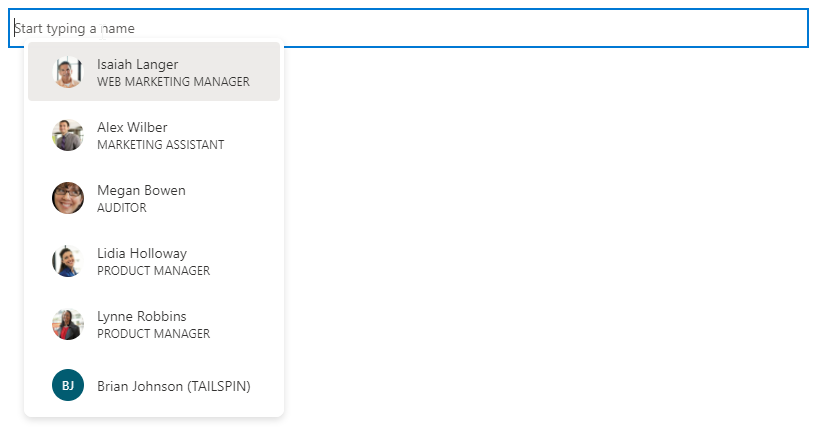 Start typing a name
Isaiah Langer
WEB MARKETING MANAGER
Alex Wilber
MARKETING ASSISTANT
Megan Bowen
AUDITOR
Lidia Holloway
PRODUCT MANAGER
Lynne Robbins
PRODUCT MANAGER
BJ
Brian Johnson (TAILSPIN)